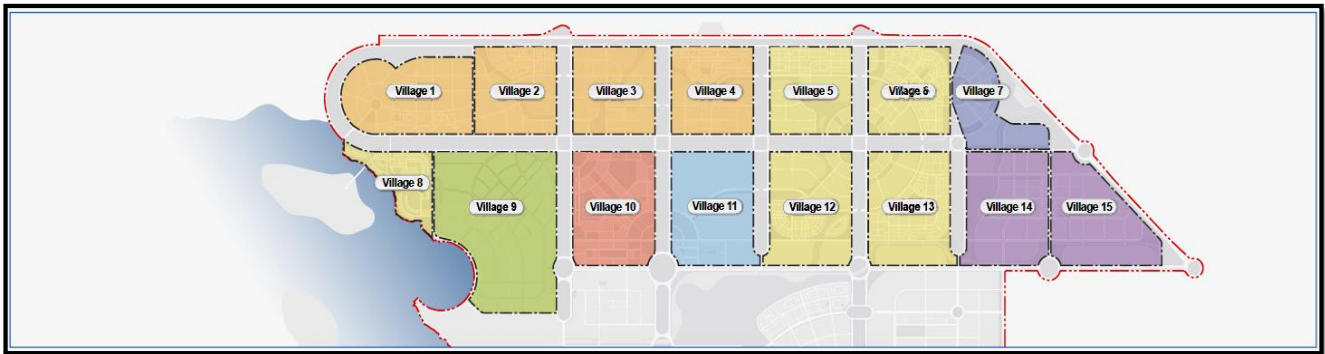 Village 1
Village 2
Village 3
Village 4
Village 5
Village 6
Village 7
Village 8
Village 9
Village 10
Village 11
Village 12
Village 13
Village 14
Village 15